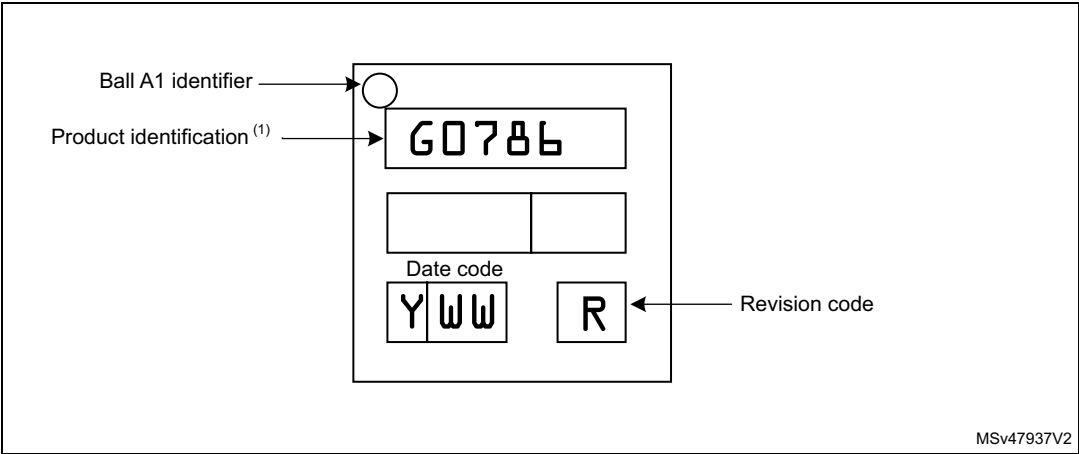 Ball A1 identifier
Product identification (1)
G0786
Date code
Y WW
R
Revision code
MSv47937V2